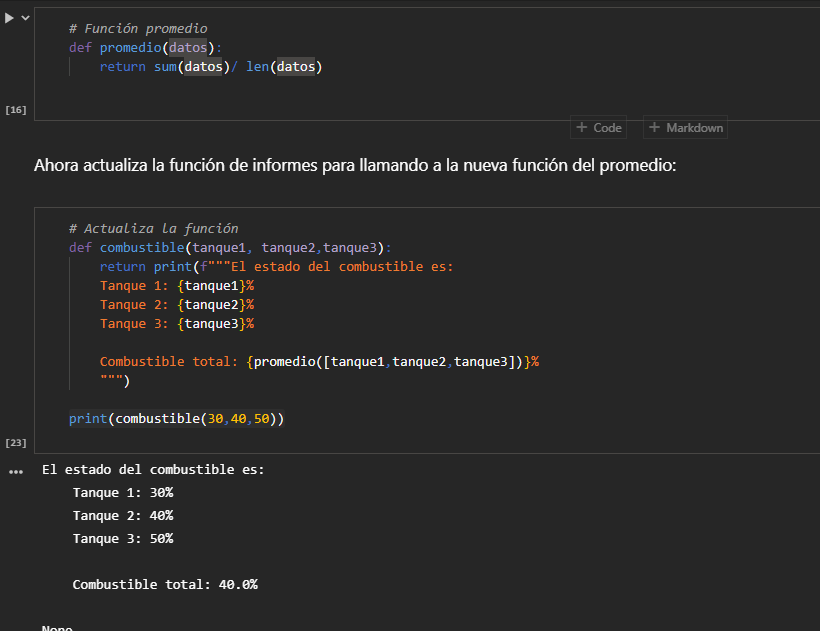 # Función promedio
def promedio(datos):
    return sum(datos)/ len(datos)
[16]
+ Code + Markdown
Ahora actualiza la función de informes para llamando a la nueva función del promedio:
# Actualiza la función
def combustible(tanque1, tanque2,tanque3):
    return print(f"""El estado del combustible es:
    Tanque 1: {tanque1}%
    Tanque 2: {tanque2}%
    Tanque 3: {tanque3}%
    Combustible total: {promedio([tanque1,tanque2,tanque3])}%
    """)
print(combustible(30,40,50))
[23]
El estado del combustible es:
    Tanque 1: 30%
    Tanque 2: 40%
    Tanque 3: 50%
    Combustible total: 40.0%
None